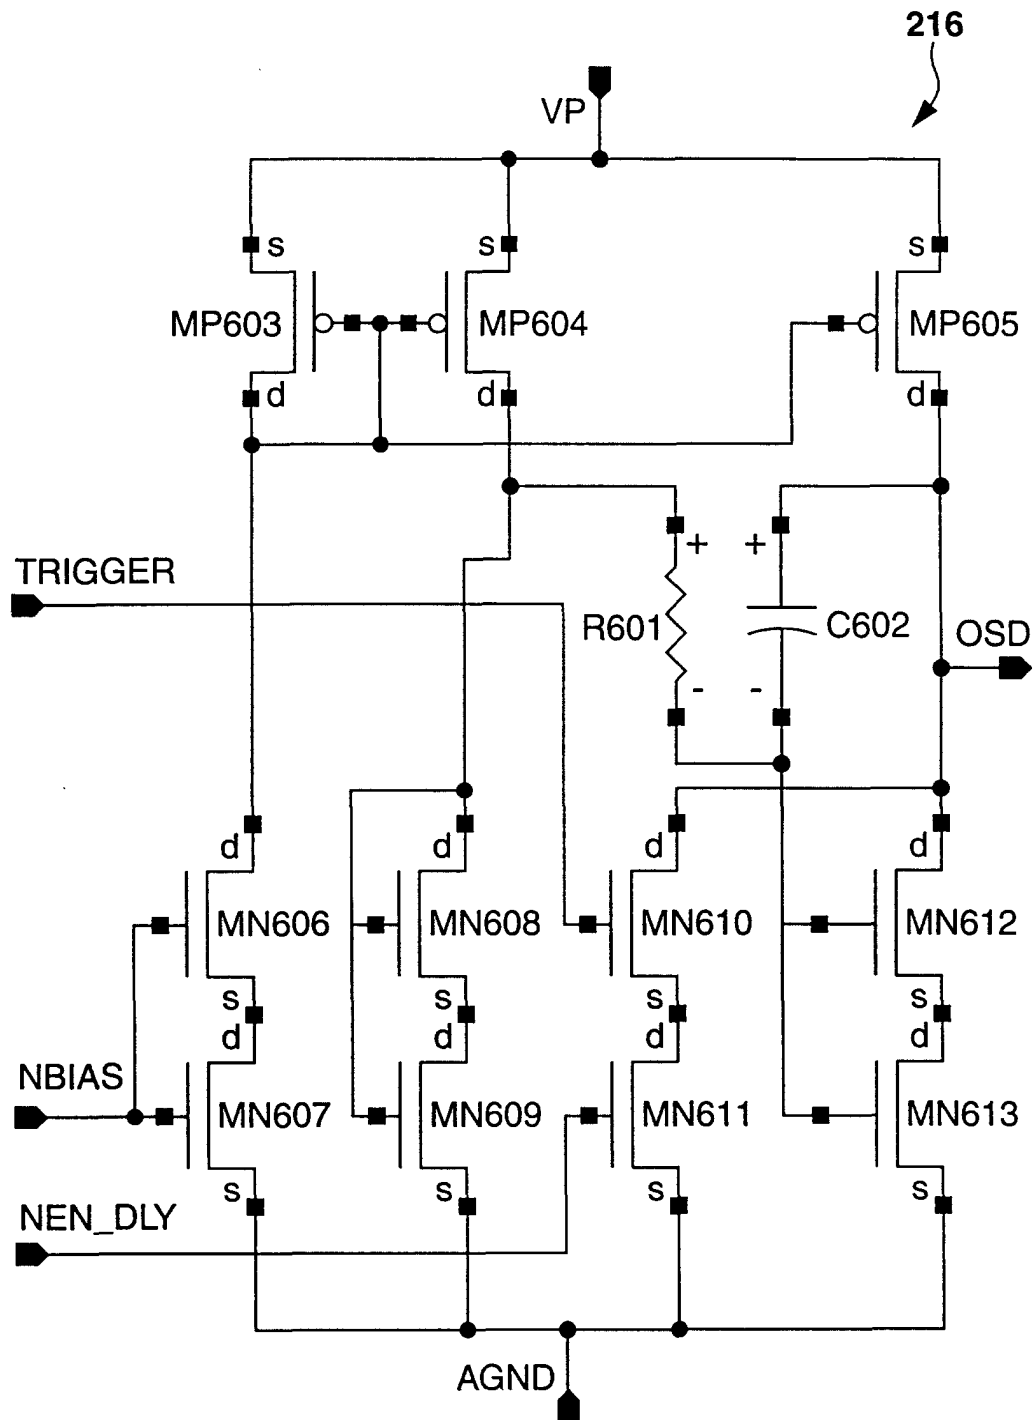 216
VP
s s s
MP603 MP604 MP605
d d d
TRIGGER
+ +
R601 C602 OSD
- -
d d d d
MN606 MN608 MN610 MN612
s s s s
d d d d
NBIAS
MN607 MN609 MN611 MN613
s s s s
NEN_DLY
AGND